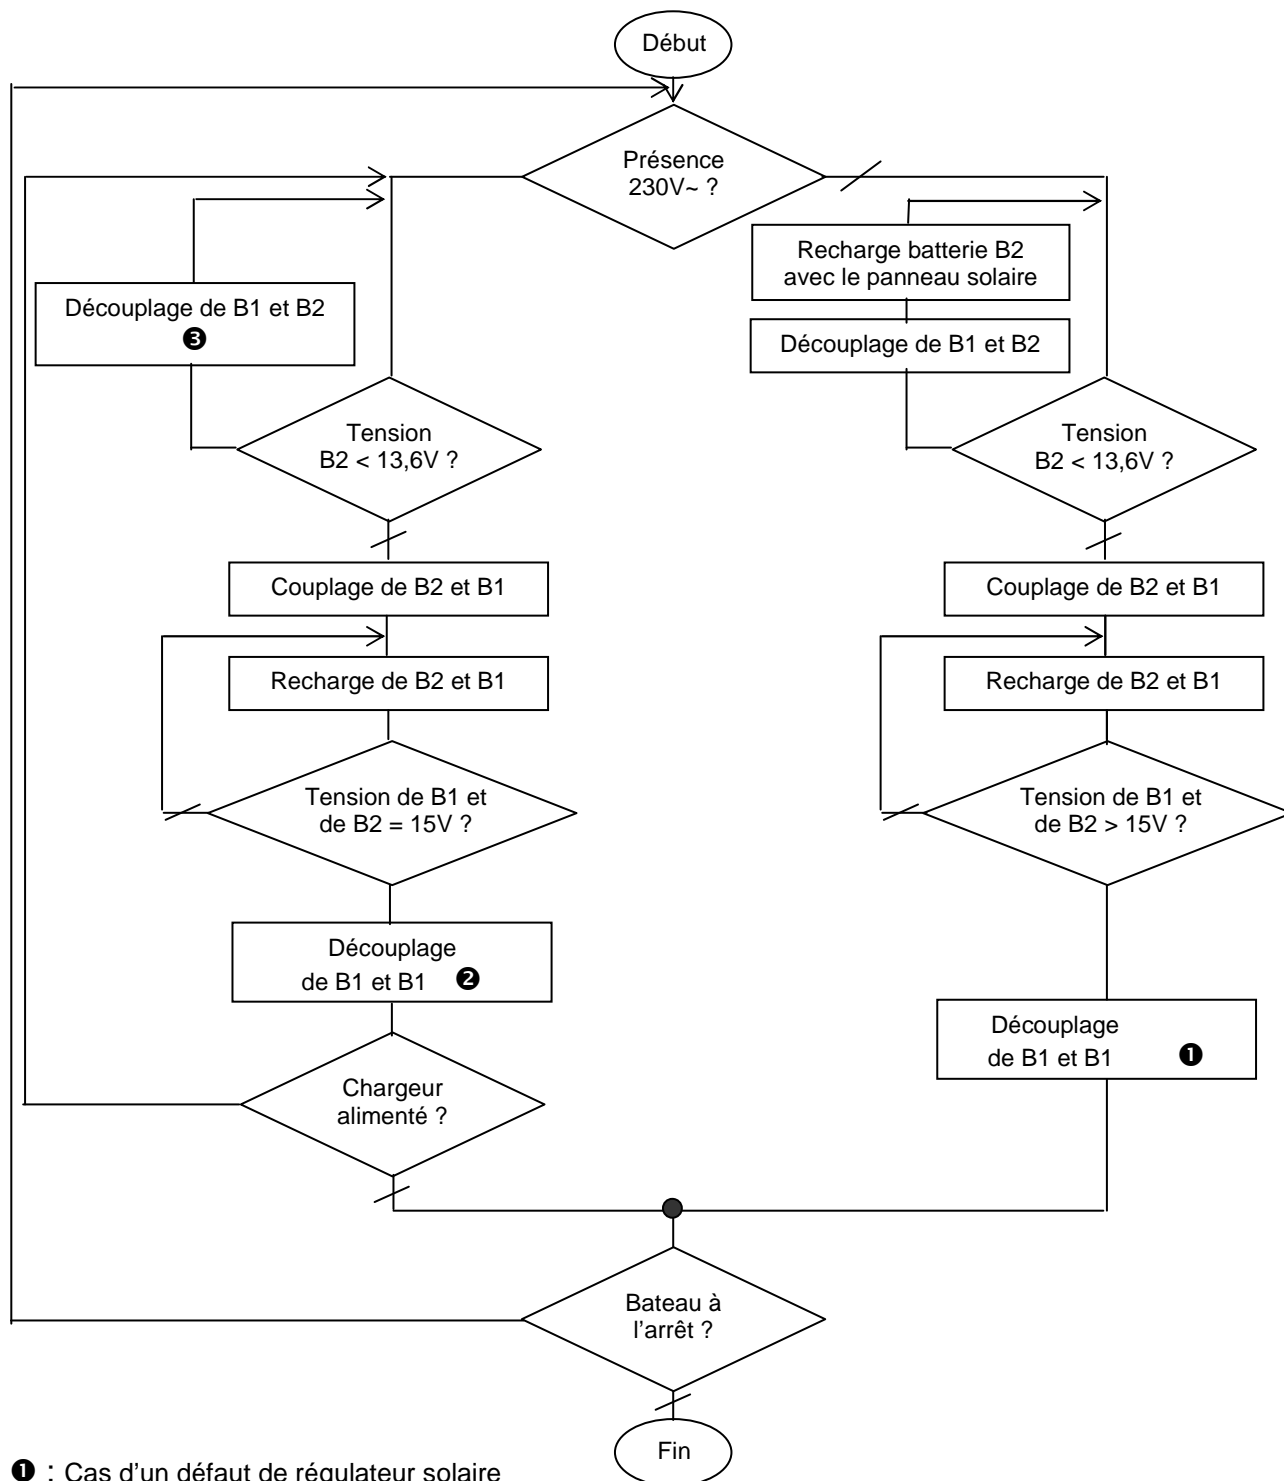 Début
Présence
230V~ ?
Recharge batterie B2
avec le panneau solaire
Découplage de B1 et B2
❸
Découplage de B1 et B2
Tension
B2 < 13,6V ?
Tension
B2 < 13,6V ?
Couplage de B2 et B1
Couplage de B2 et B1
Recharge de B2 et B1
Recharge de B2 et B1
Tension de B1 et
de B2 = 15V ?
Tension de B1 et
de B2 > 15V ?
Découplage
de B1 et B1 ❷
Découplage
de B1 et B1 ❶
Chargeur
alimenté ?
Bateau à
l’arrêt ?
Fin
❶ : Cas d’un défaut de régulateur solaire